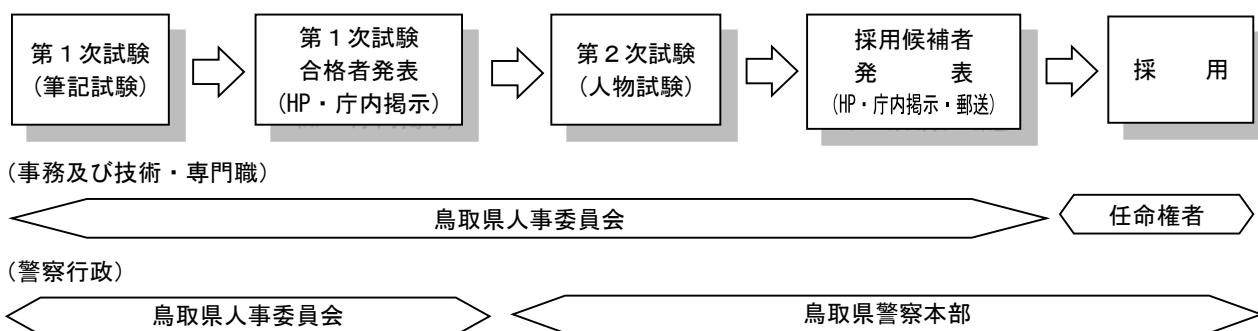 第１次試験
(筆記試験)
第１次試験
合格者発表
(HP・庁内掲示)
第２次試験
(人物試験)
採用候補者
発　　表
(HP・庁内掲示・郵送)
採　用
(事務及び技術・専門職)
鳥取県人事委員会
任命権者
(警察行政)
鳥取県人事委員会
鳥取県警察本部